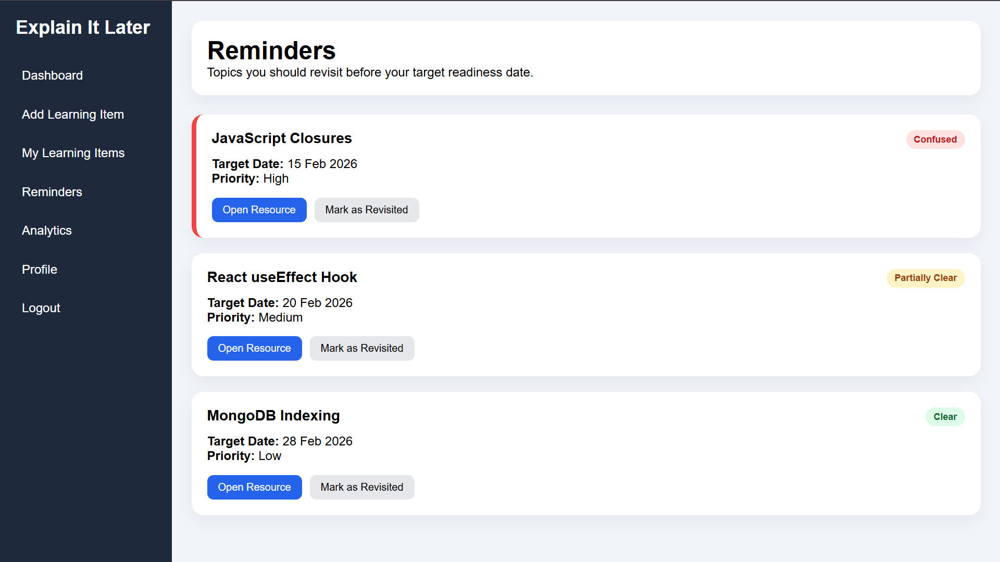 Explain It Later
Dashboard
Add Learning Item
My Learning Items
Reminders
Analytics
Profile
Logout
Reminders
Topics you should revisit before your target readiness date.
JavaScript Closures
Confused
Target Date: 15 Feb 2026
Priority: High
Open Resource
Mark as Revisited
React useEffect Hook
Partially Clear
Target Date: 20 Feb 2026
Priority: Medium
Open Resource
Mark as Revisited
MongoDB Indexing
Clear
Target Date: 28 Feb 2026
Priority: Low
Open Resource
Mark as Revisited